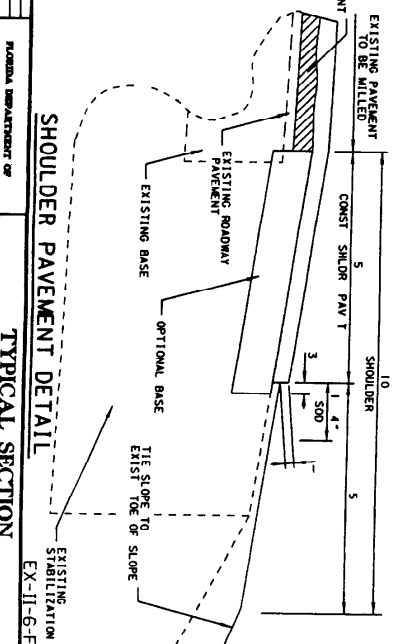 EXISTING PAVEMENT
TO BE MILLED
10
SHOULDER
5
CONST SHLDR PAV T
5
3
1' 4"
SOD
EXISTING ROADWAY
PAVEMENT
EXISTING BASE
OPTIONAL BASE
TIE SLOPE TO
EXIST TOE OF SLOPE
EXISTING
STABILIZATION
SHOULDER PAVEMENT DETAIL
FLORIDA DEPARTMENT OF
TYPICAL SECTION
EX-II-6-F